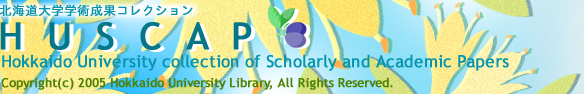 北海道大学学術成果コレクション
HUSCAP
Hokkaido University collection of Scholarly and Academic Papers
Copyright(c) 2005 Hokkaido University Library, All Rights Reserved.